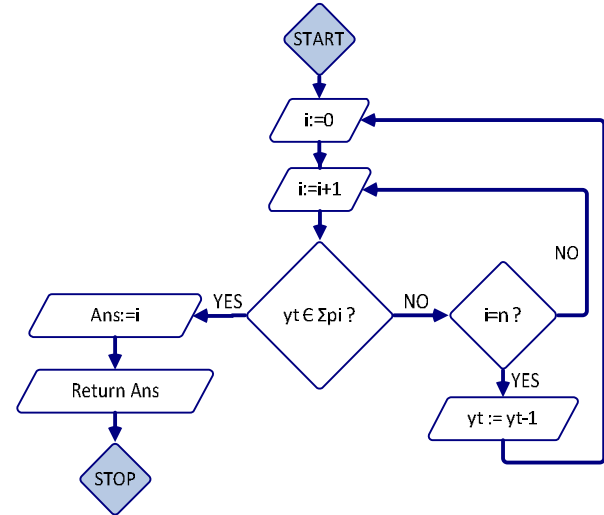 START
i:=0
i:=i+1
yt ∈ Σpi ?
YES
Ans:=i
Return Ans
STOP
NO
i=n ?
NO
YES
yt := yt-1